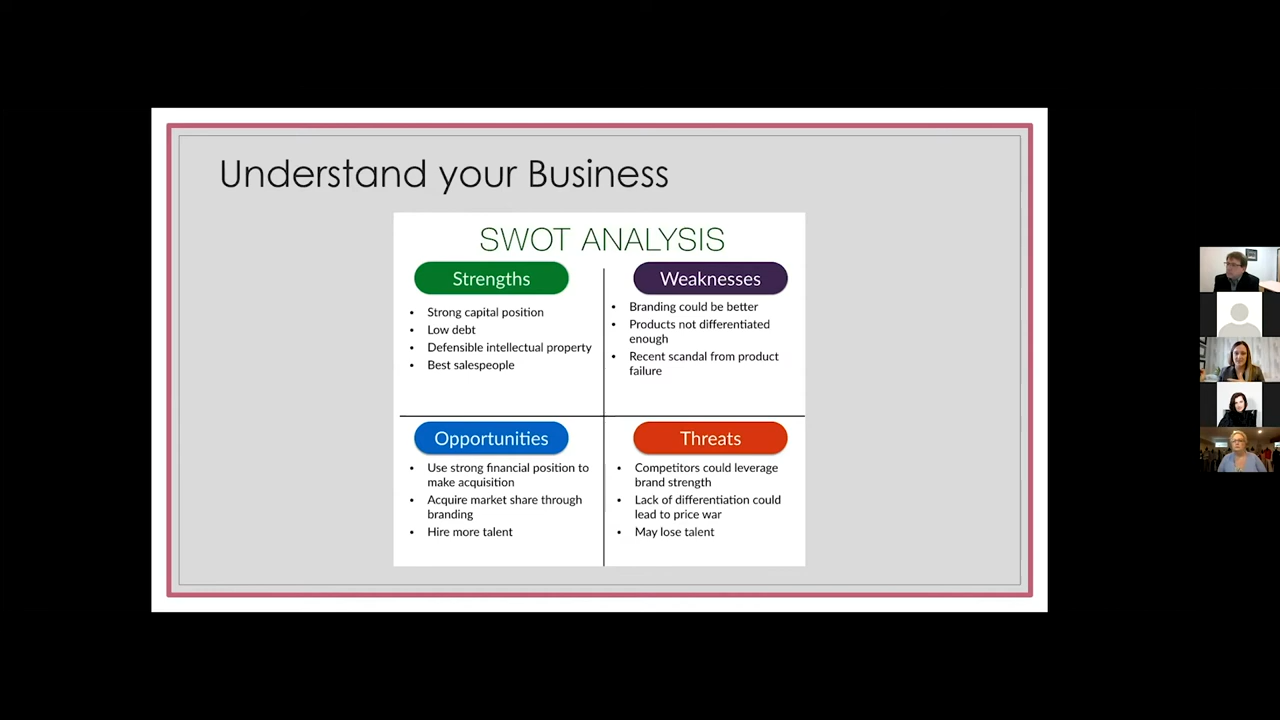 Understand your Business
SWOT ANALYSIS
Strengths
• Strong capital position
• Low debt
• Defensible intellectual property
• Best salespeople
Weaknesses
• Branding could be better
• Products not differentiated
enough
• Recent scandal from product
failure
Opportunities
• Use strong financial position to
make acquisition
• Acquire market share through
branding
• Hire more talent
Threats
• Competitors could leverage
brand strength
• Lack of differentiation could
lead to price war
• May lose talent